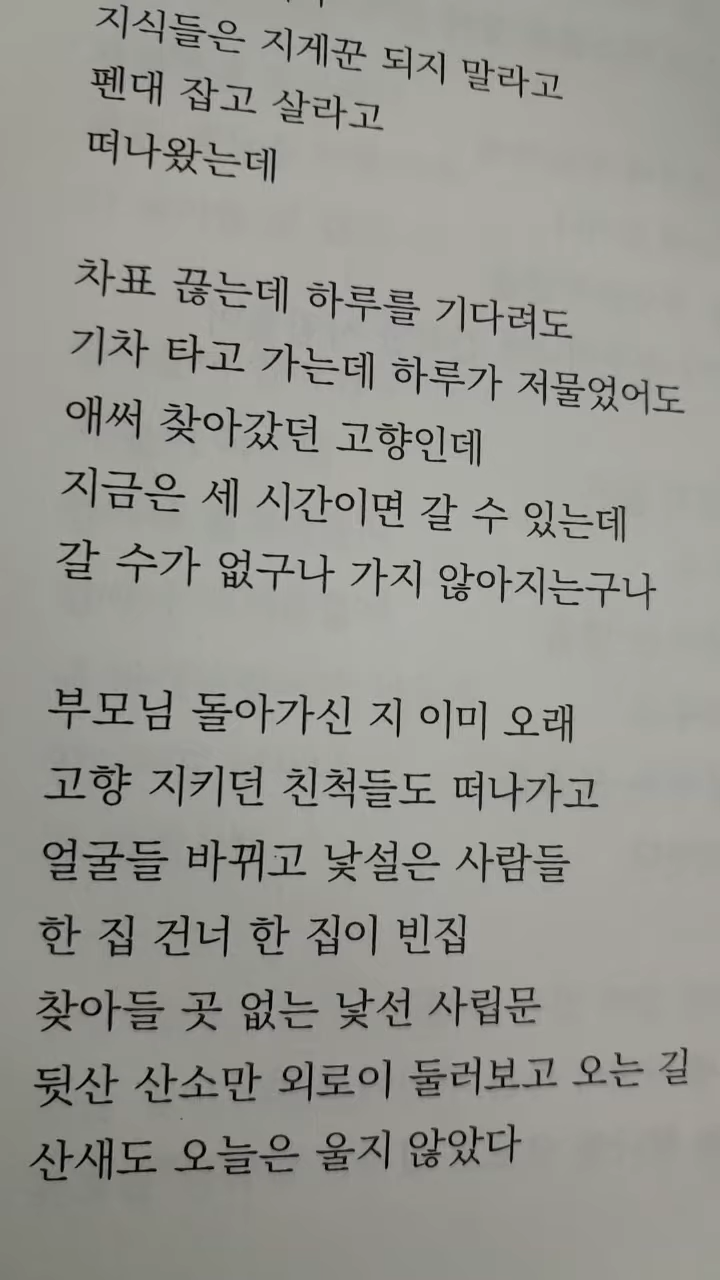 지식들은 지게꾼 되지 말라고
펜대 잡고 살라고
떠나왔는데
차표 끊는데 하루를 기다려도
기차 타고 가는데 하루가 저물었어도
애써 찾아갔던 고향인데
지금은 세 시간이면 갈 수 있는데
갈 수가 없구나 가지 않아지는구나
부모님 돌아가신 지 이미 오래
고향 지키던 친척들도 떠나가고
얼굴들 바뀌고 낯설은 사람들
한 집 건너 한 집이 빈집
찾아들 곳 없는 낯선 사립문
뒷산 산소만 외로이 둘러보고 오는 길
산새도 오늘은 울지 않았다